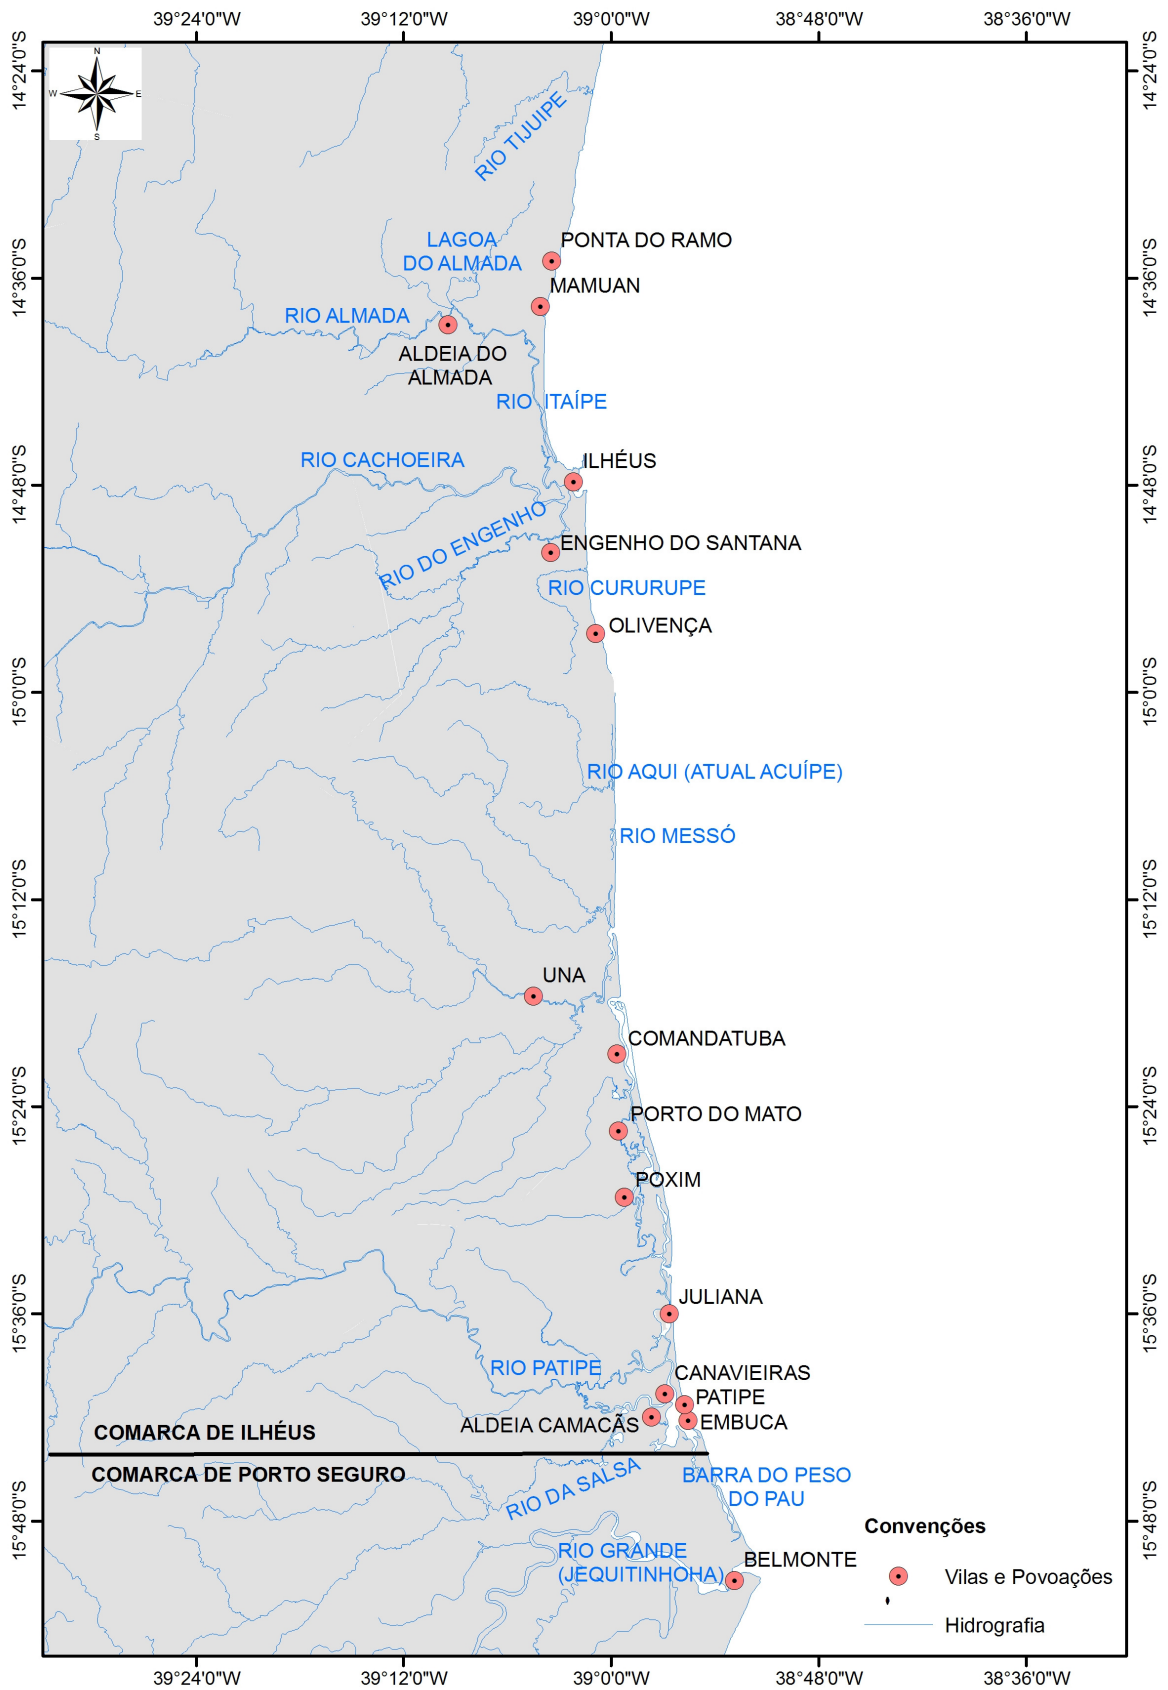 39°24'0"W
39°12'0"W
39°00'0"W
38°48'0"W
38°36'0"W
14°24'0"S
14°24'0"S
N
W
E
S
RIO TIJUIPE
PONTA DO RAMO
LAGOA
DO ALMADA
14°36'0"S
14°36'0"S
MAMUAN
RIO ALMADA
ALDEIA DO
ALMADA
RIO ITAÍPE
RIO CACHOEIRA
ILHÉUS
14°48'0"S
14°48'0"S
RIO DO ENGENHO
ENGENHO DO SANTANA
RIO CURURUPE
OLIVENÇA
15°0'0"S
15°0'0"S
RIO AQUI (ATUAL ACUÍPE)
RIO MESSÓ
15°12'0"S
15°12'0"S
UNA
COMANDATUBA
15°24'0"S
15°24'0"S
PORTO DO MATO
POXIM
JULIANA
15°36'0"S
15°36'0"S
RIO PATIPE
CANAVIEIRAS
PATIPE
ALDEIA CAMACÃS
EMBUCA
COMARCA DE ILHÉUS
COMARCA DE PORTO SEGURO
RIO DA SALSA
BARRA DO PESO
DO PAU
15°48'0"S
15°48'0"S
RIO GRANDE
(JEQUITINHOHA)
BELMONTE
Convenções
Vilas e Povoações
Hidrografia
39°24'0"W
39°12'0"W
39°00'0"W
38°48'0"W
38°36'0"W